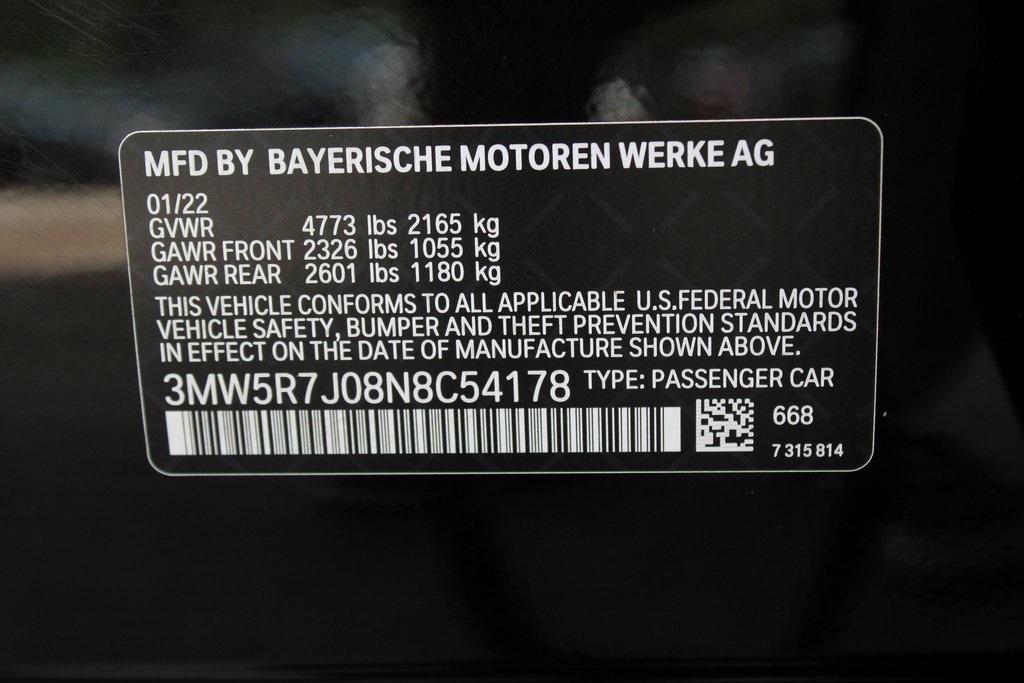 MFD BY BAYERISCHE MOTOREN WERKE AG
01/22
GVWR 4773 lbs 2165 kg
GAWR FRONT 2326 lbs 1055 kg
GAWR REAR 2601 lbs 1180 kg
THIS VEHICLE CONFORMS TO ALL APPLICABLE U.S.FEDERAL MOTOR
VEHICLE SAFETY, BUMPER AND THEFT PREVENTION STANDARDS
IN EFFECT ON THE DATE OF MANUFACTURE SHOWN ABOVE.
3MW5R7J08N8C54178 TYPE: PASSENGER CAR
668
7 315 814